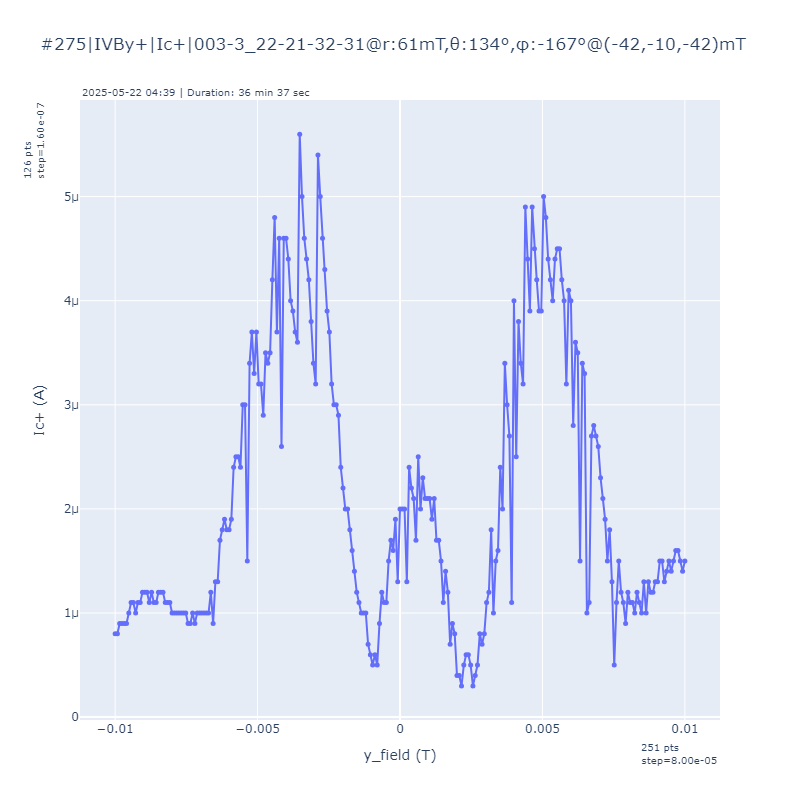 #275|IVBy+|Ic+|003-3_22-21-32-31@r:61mT,θ:134°,φ:-167°@(-42,-10,-42)mT
2025-05-22 04:39 | Duration: 36 min 37 sec
126 pts
step=1.60e-07
5μ
4μ
3μ
2μ
1μ
0
Ic+ (A)
−0.01
−0.005
0
0.005
0.01
y_field (T)
251 pts
step=8.00e-05